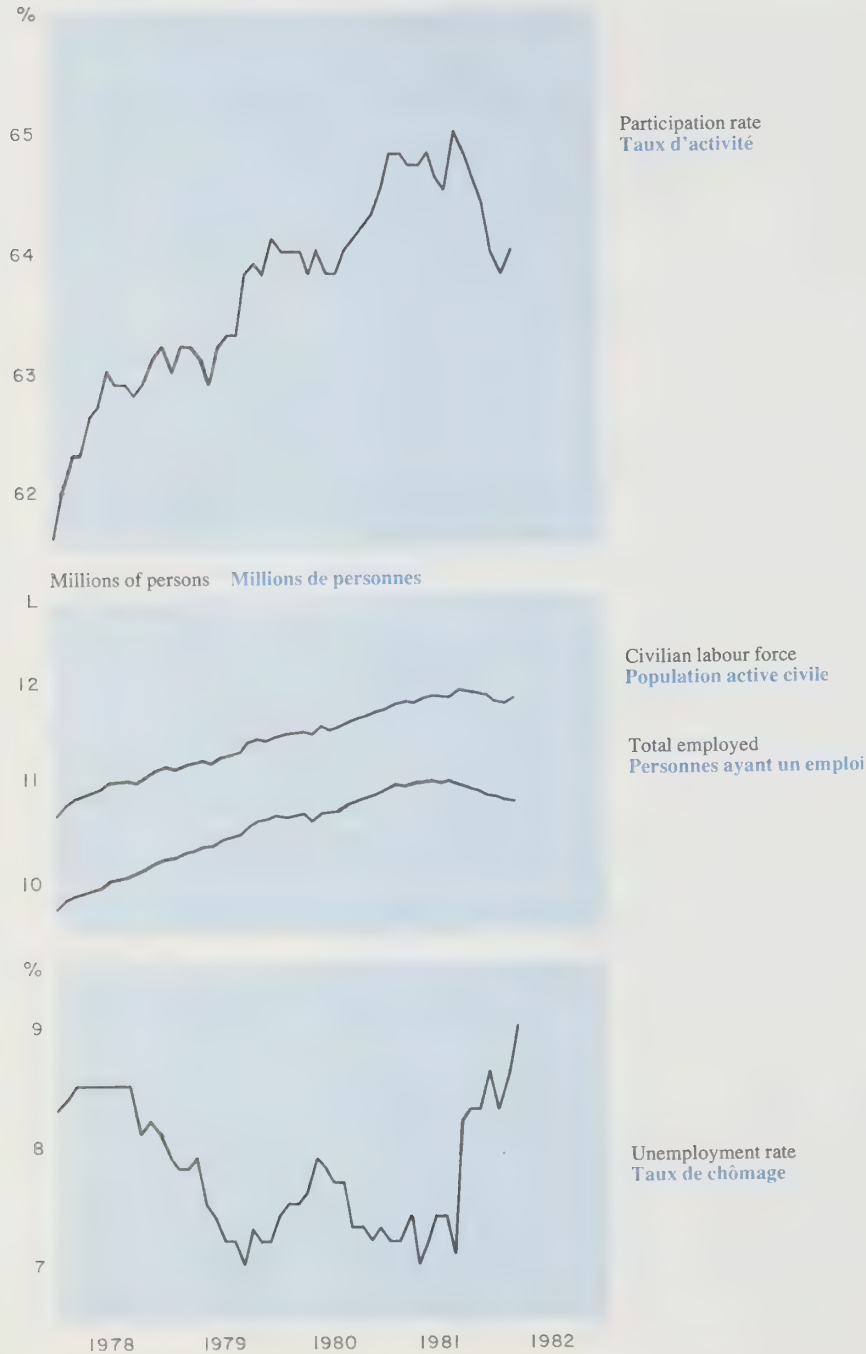 %
65
Participation rate
Taux d'activité
64
63
62
Millions of persons Millions de personnes
L
12
Civilian labour force
Population active civile
Total employed
Personnes ayant un emploi
11
10
%
9
8
Unemployment rate
Taux de chômage
7
1978 1979 1980 1981 1982